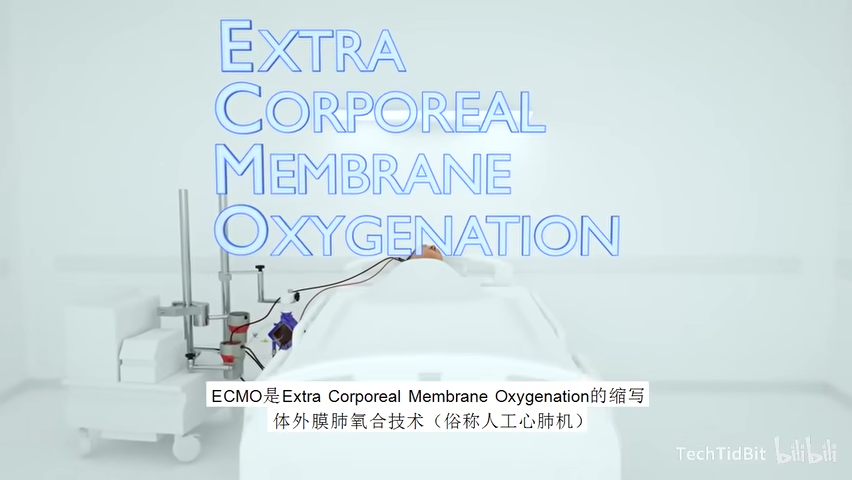 EXTRA
CORPOREAL
MEMBRANE
OXYGENATION
ECMO是Extra Corporeal Membrane Oxygenation的缩写
体外膜肺氧合技术（俗称人工心肺机）
TechTidBit bilibili